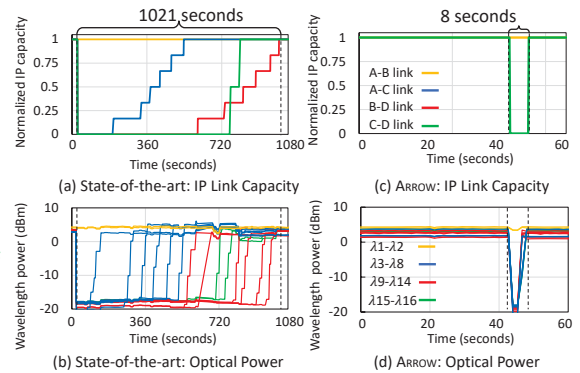 1021 seconds
Normalized IP capacity
1
0.75
0.5
0.25
0
0 360 720 1080
Time (seconds)
(a) State-of-the-art: IP Link Capacity
8 seconds
Normalized IP capacity
1
0.75
0.5
0.25
0
A-B link
A-C link
B-D link
C-D link
0 20 40 60
Time (seconds)
(c) ARROW: IP Link Capacity
Wavelength power (dBm)
10
0
-10
-20
0 360 720 1080
Time (seconds)
(b) State-of-the-art: Optical Power
Wavelength power (dBm)
10
0
-10
-20
λ1-λ2
λ3-λ8
λ9-λ14
λ15-λ16
0 20 40 60
Time (seconds)
(d) ARROW: Optical Power